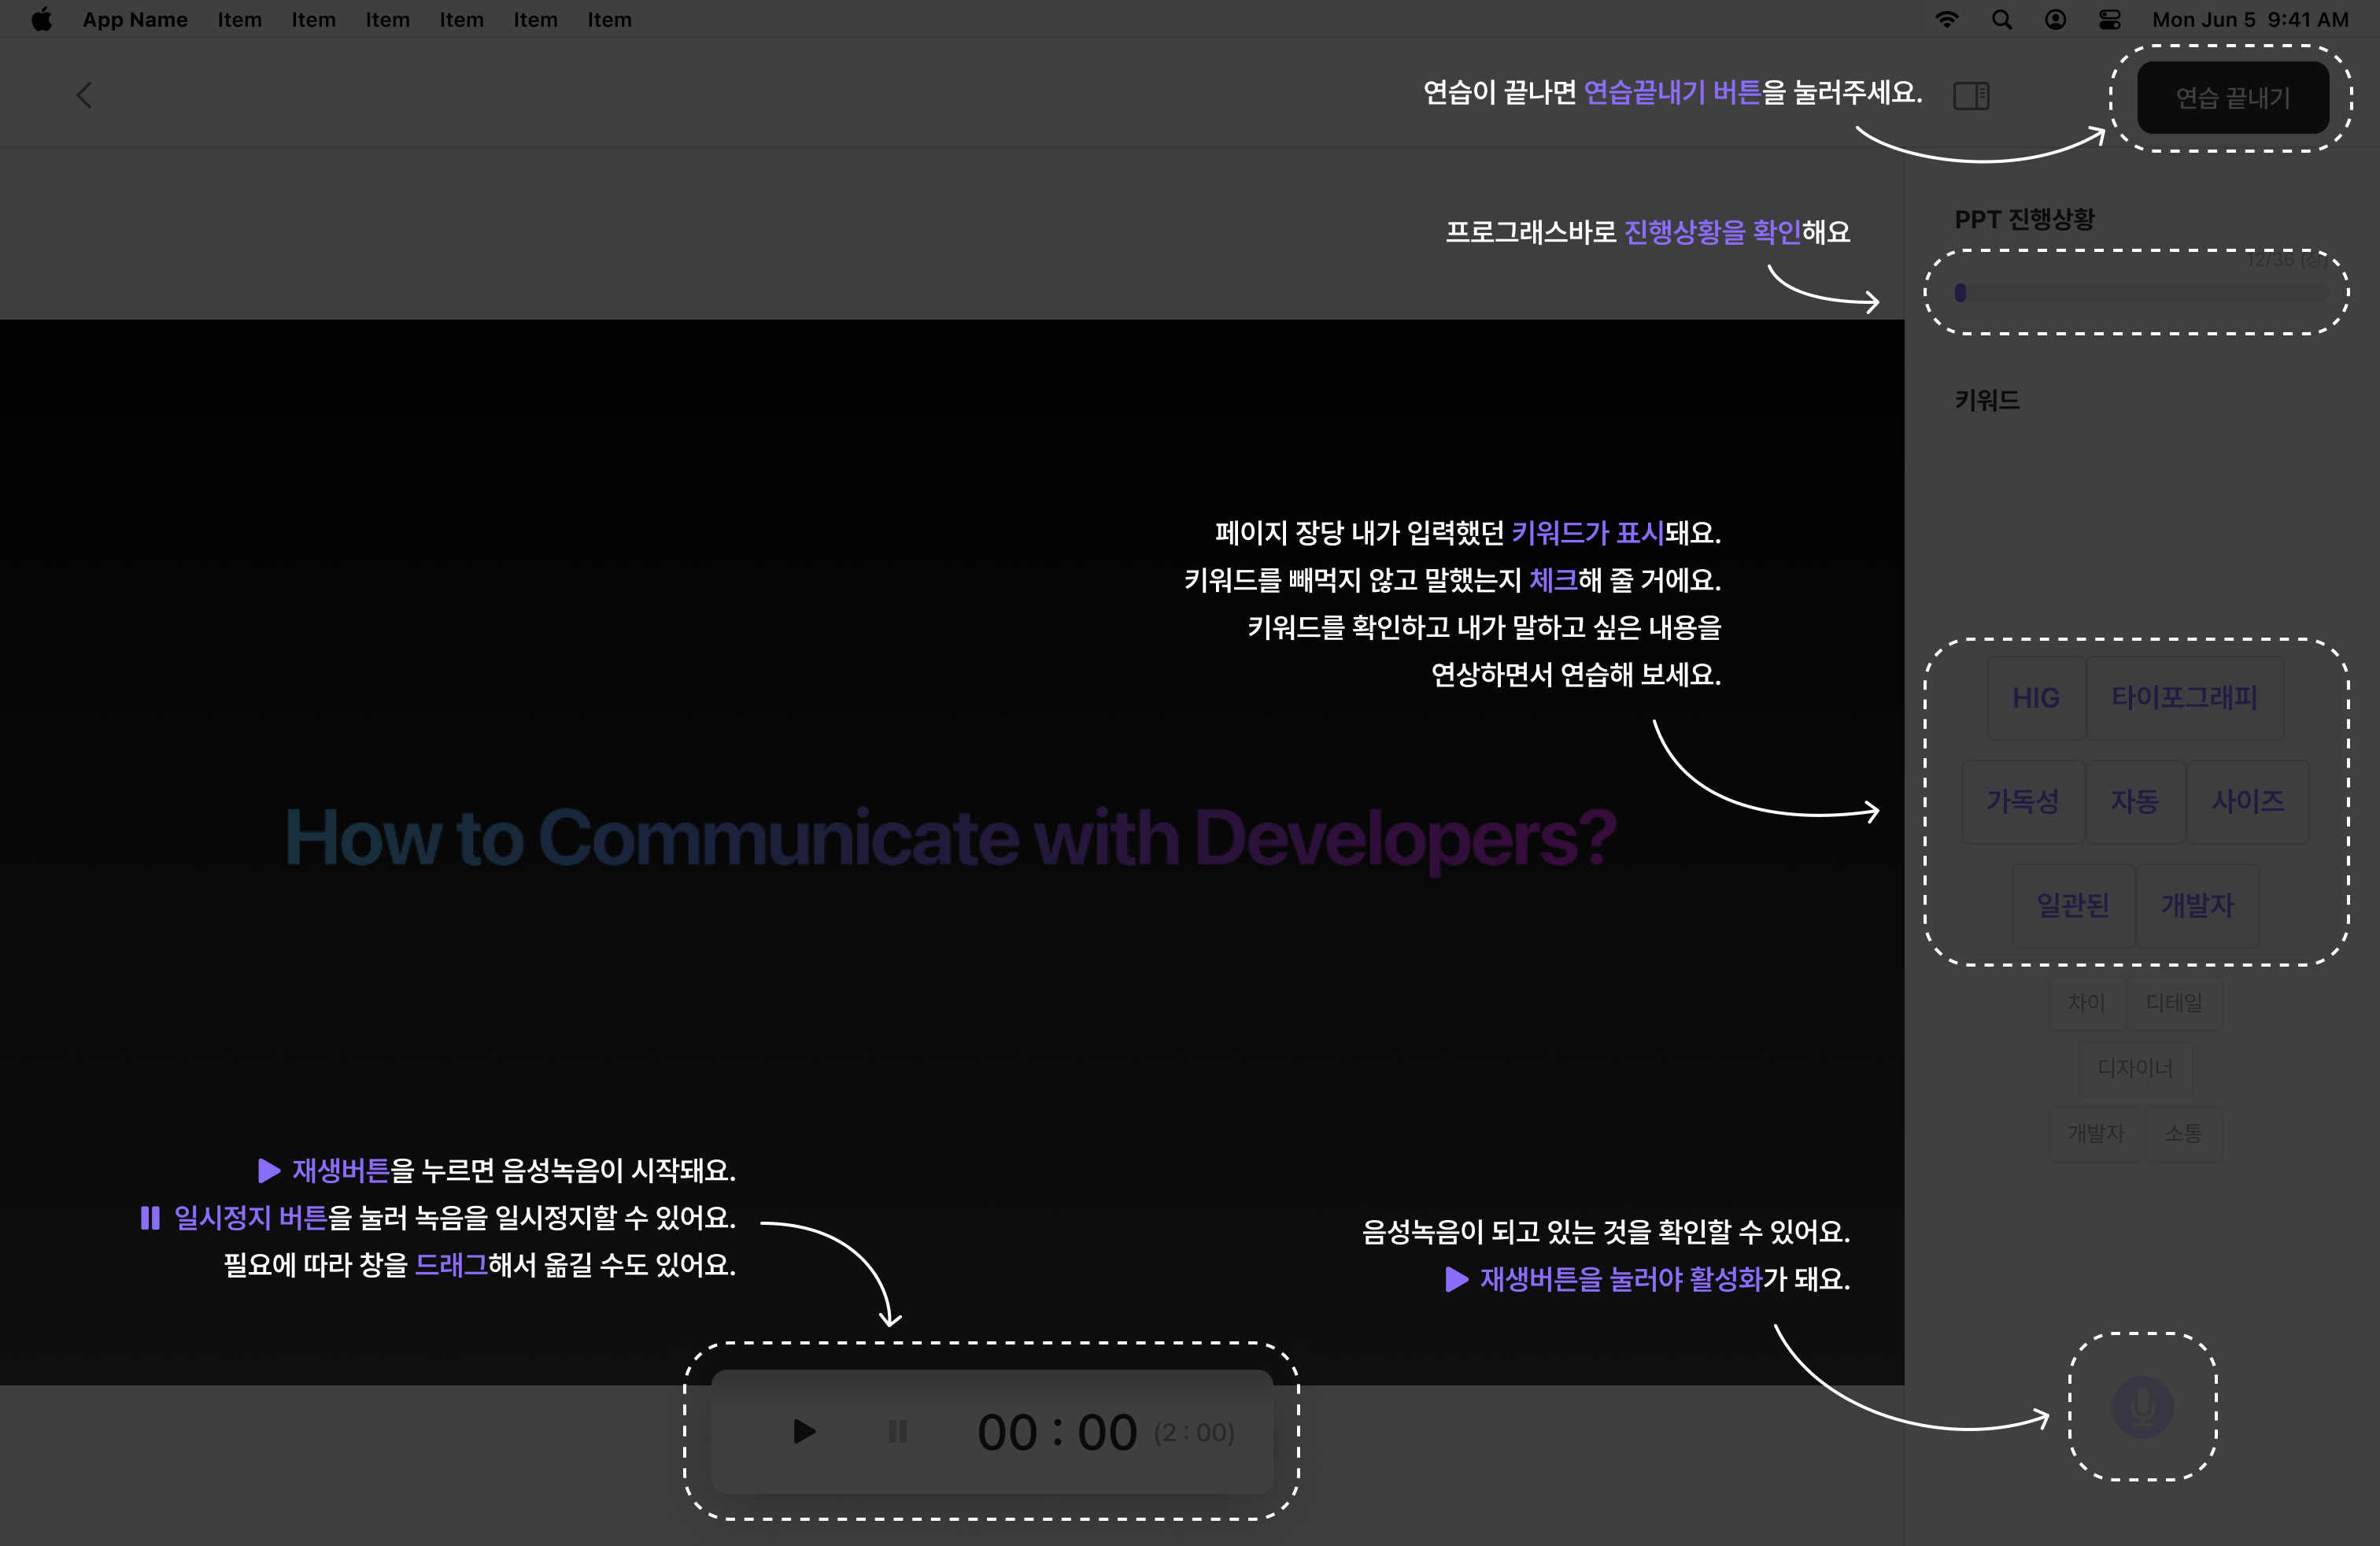 App Name Item Item Item Item Item Item Mon Jun 5 9:41 AM
연습이 끝나면 연습끝내기 버튼을 눌러주세요.
연습 끝내기
프로그래스바로 진행상황을 확인해요
PPT 진행상황
12/36 (장)
키워드
페이지 장당 내가 입력했던 키워드가 표시돼요.
키워드를 빼먹지 않고 말했는지 체크해 줄 거에요.
키워드를 확인하고 내가 말하고 싶은 내용을
연상하면서 연습해 보세요.
HIG 타이포그래피
가독성 자동 사이즈
일관된 개발자
차이 디테일
디자이너
개발자 소통
How to Communicate with Developers?
재생버튼을 누르면 음성녹음이 시작돼요.
일시정지 버튼을 눌러 녹음을 일시정지할 수 있어요.
필요에 따라 창을 드래그해서 옮길 수도 있어요.
음성녹음이 되고 있는 것을 확인할 수 있어요.
재생버튼을 눌러야 활성화가 돼요.
00 : 00 (2 : 00)